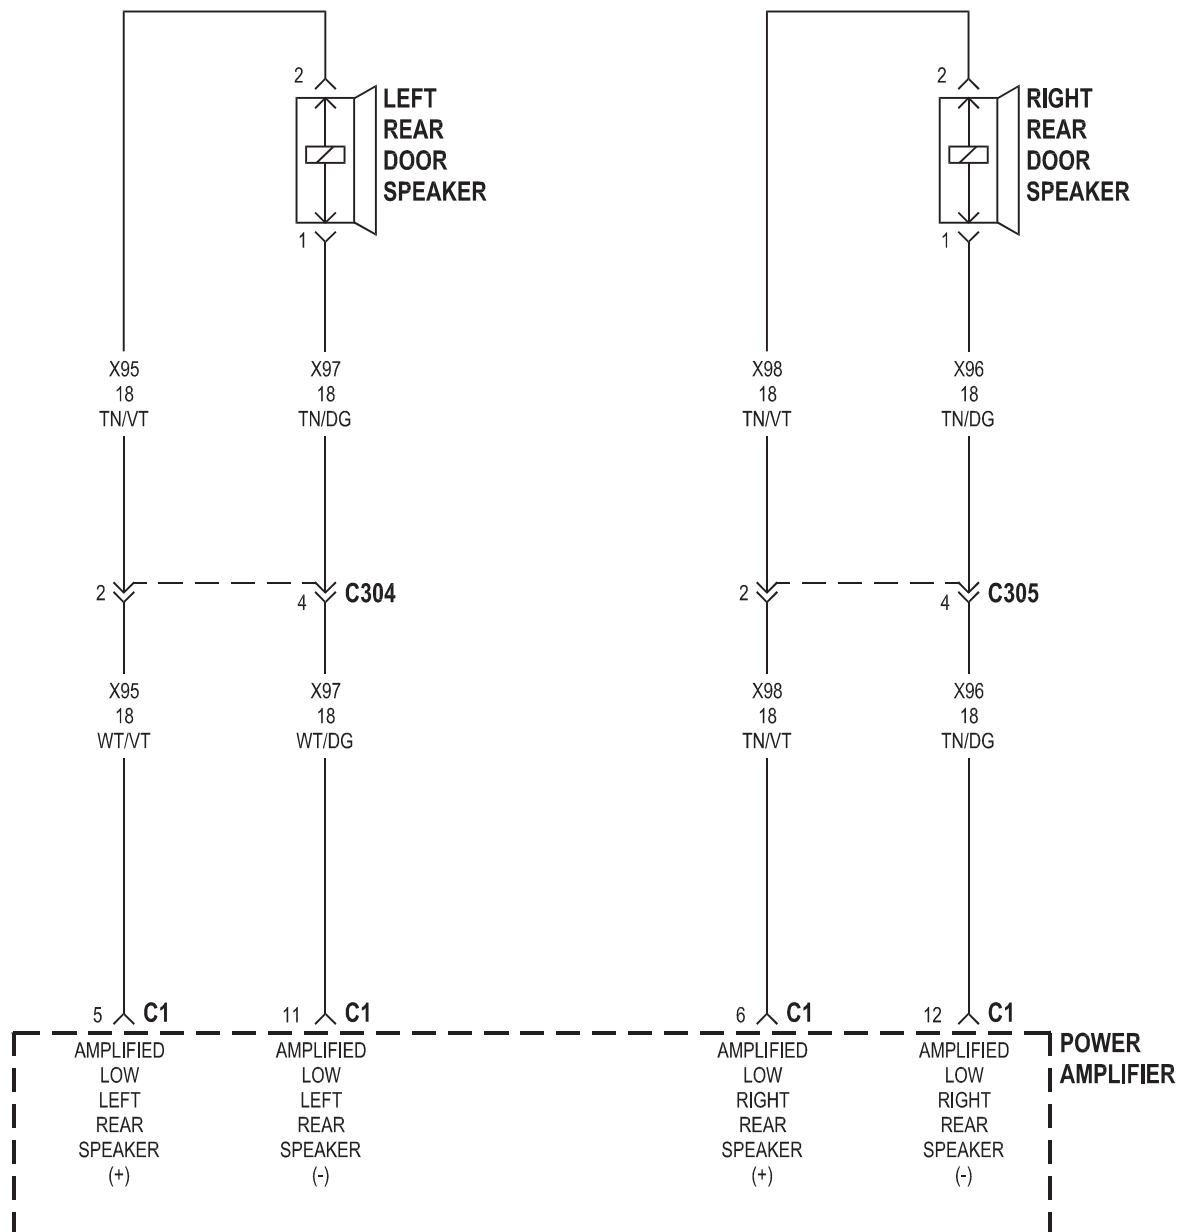 2
LEFT
REAR
DOOR
SPEAKER
1
2
RIGHT
REAR
DOOR
SPEAKER
1
X95
18
TN/VT
X97
18
TN/DG
X98
18
TN/VT
X96
18
TN/DG
2
4
C304
2
4
C305
X95
18
WT/VT
X97
18
WT/DG
X98
18
TN/VT
X96
18
TN/DG
5
C1
11
C1
6
C1
12
C1
AMPLIFIED
LOW
LEFT
REAR
SPEAKER
(+)
AMPLIFIED
LOW
LEFT
REAR
SPEAKER
(-)
AMPLIFIED
LOW
RIGHT
REAR
SPEAKER
(+)
AMPLIFIED
LOW
RIGHT
REAR
SPEAKER
(-)
POWER
AMPLIFIER